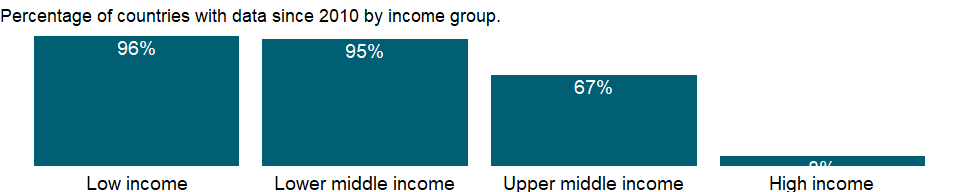 Percentage of countries with data since 2010 by income group.
96%
95%
67%
Low income
Lower middle income
Upper middle income
High income